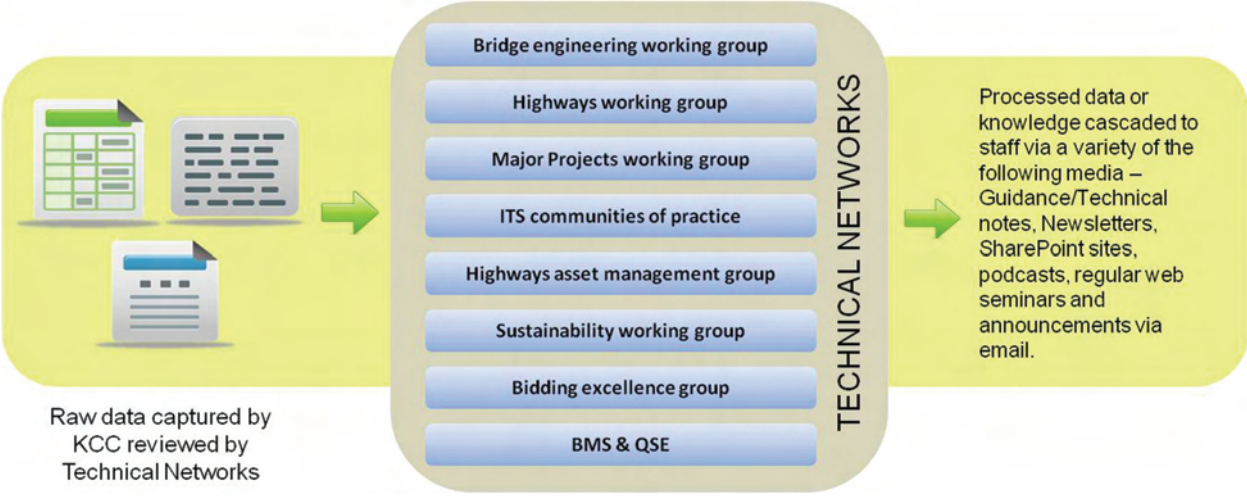 Raw data captured by
KCC reviewed by
Technical Networks
Bridge engineering working group
Highways working group
Major Projects working group
ITS communities of practice
Highways asset management group
Sustainability working group
Bidding excellence group
BMS & QSE
TECHNICAL NETWORKS
Processed data or
knowledge cascaded to
staff via a variety of the
following media –
Guidance/Technical
notes, Newsletters,
SharePoint sites,
podcasts, regular web
seminars and
announcements via
email.